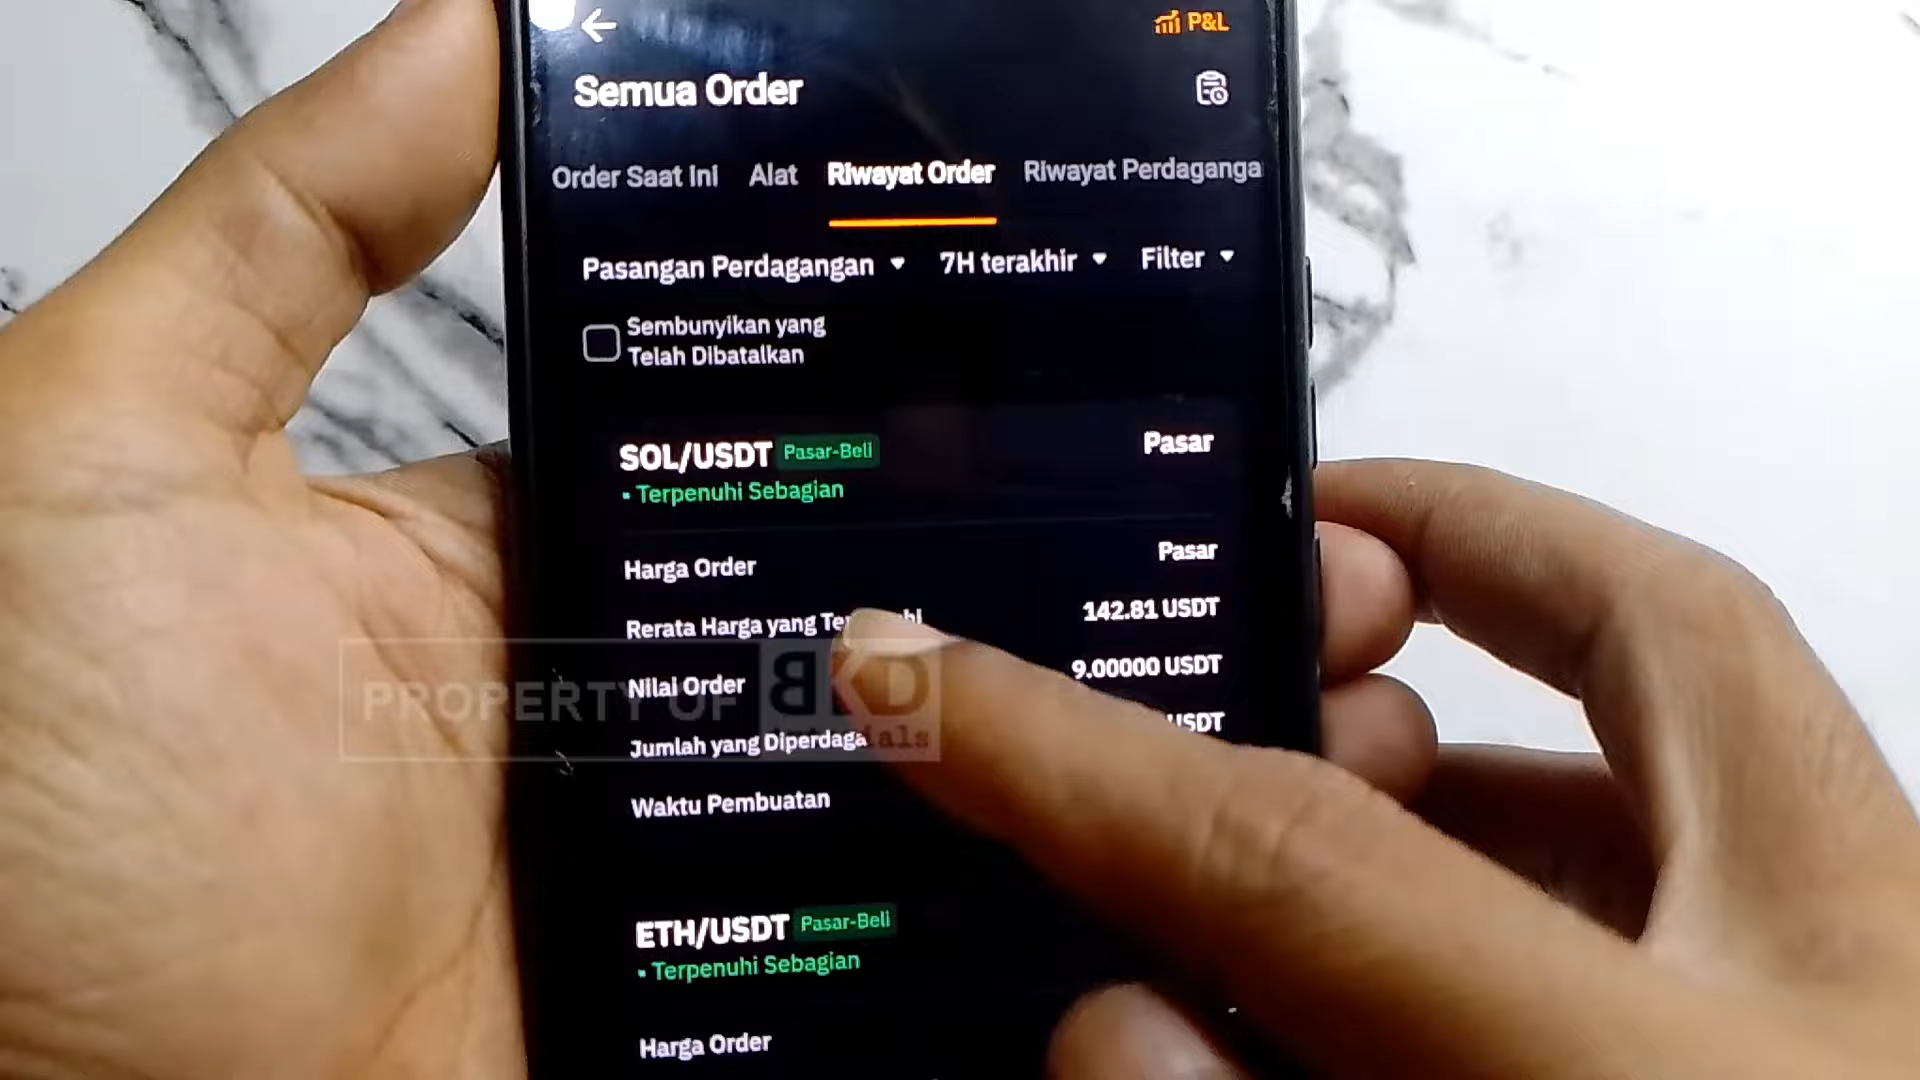 P&L
Semua Order
Order Saat Ini Alat Riwayat Order Riwayat Perdaganga
Pasangan Perdagangan 7H terakhir Filter
Sembunyikan yang
Telah Dibatalkan
SOL/USDT Pasar-Beli Pasar
• Terpenuhi Sebagian
Harga Order Pasar
Rerata Harga yang 142.81 USDT
Nilai Order 9.00000 USDT
Jumlah yang Diperdaga USDT
Waktu Pembuatan
PROPERTY OF BKD
ETH/USDT Pasar-Beli
• Terpenuhi Sebagian
Harga Order